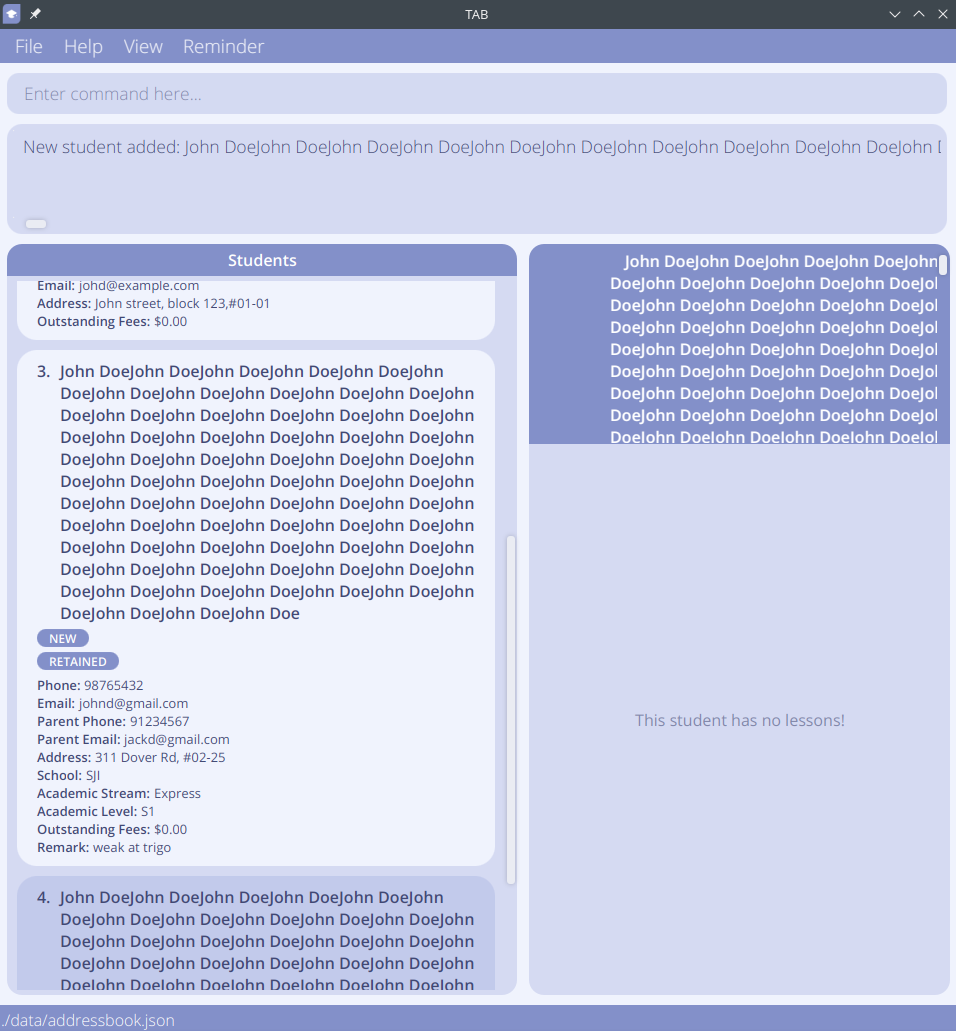 TAB
File Help View Reminder
Enter command here...
New student added: John DoeJohn DoeJohn DoeJohn DoeJohn DoeJohn DoeJohn DoeJohn DoeJohn DoeJohn DoeJohn
Students
Email: johd@example.com
Address: John street, block 123,#01-01
Outstanding Fees: $0.00
3. John DoeJohn DoeJohn DoeJohn DoeJohn DoeJohn
DoeJohn DoeJohn DoeJohn DoeJohn DoeJohn DoeJohn
DoeJohn DoeJohn DoeJohn DoeJohn DoeJohn DoeJohn
DoeJohn DoeJohn DoeJohn DoeJohn DoeJohn DoeJohn
DoeJohn DoeJohn DoeJohn DoeJohn DoeJohn DoeJohn
DoeJohn DoeJohn DoeJohn DoeJohn DoeJohn DoeJohn
DoeJohn DoeJohn DoeJohn DoeJohn DoeJohn DoeJohn
DoeJohn DoeJohn DoeJohn DoeJohn DoeJohn DoeJohn
DoeJohn DoeJohn DoeJohn DoeJohn DoeJohn DoeJohn
DoeJohn DoeJohn DoeJohn DoeJohn DoeJohn DoeJohn
DoeJohn DoeJohn DoeJohn DoeJohn DoeJohn DoeJohn
DoeJohn DoeJohn DoeJohn Doe
NEW
RETAINED
Phone: 98765432
Email: johnd@gmail.com
Parent Phone: 91234567
Parent Email: jackd@gmail.com
Address: 311 Dover Rd, #02-25
School: SJI
Academic Stream: Express
Academic Level: S1
Outstanding Fees: $0.00
Remark: weak at trigo
4. John DoeJohn DoeJohn DoeJohn DoeJohn DoeJohn
DoeJohn DoeJohn DoeJohn DoeJohn DoeJohn DoeJohn
DoeJohn DoeJohn DoeJohn DoeJohn DoeJohn DoeJohn
DoeJohn DoeJohn DoeJohn DoeJohn DoeJohn DoeJohn
DoeJohn DoeJohn DoeJohn DoeJohn DoeJohn DoeJohn
John DoeJohn DoeJohn DoeJohn DoeJohn
DoeJohn DoeJohn DoeJohn DoeJohn
DoeJohn DoeJohn DoeJohn DoeJohn
DoeJohn DoeJohn DoeJohn DoeJohn
DoeJohn DoeJohn DoeJohn DoeJohn
DoeJohn DoeJohn DoeJohn DoeJohn
DoeJohn DoeJohn DoeJohn DoeJohn
DoeJohn DoeJohn DoeJohn DoeJohn
DoeJohn DoeJohn DoeJohn DoeJohn
This student has no lessons!
./data/addressbook.json